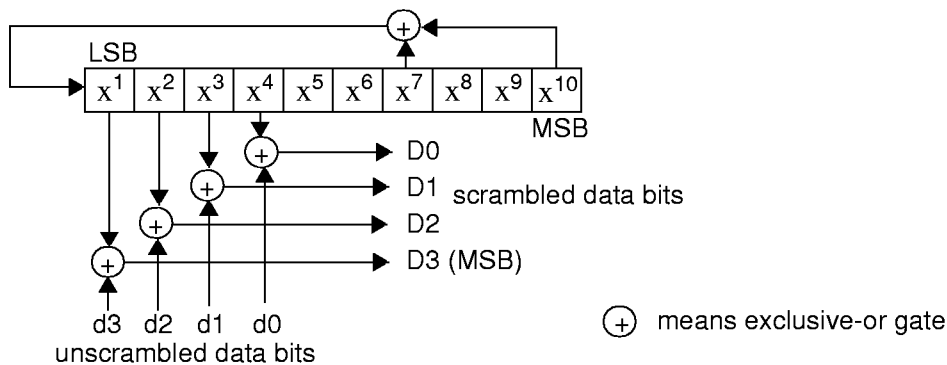 +
LSB
x¹ x² x³ x⁴ x⁵ x⁶ x⁷ x⁸ x⁹ x¹⁰
MSB
+ D0
+ D1
scrambled data bits
+ D2
+ D3 (MSB)
d3 d2 d1 d0
unscrambled data bits
+ means exclusive-or gate